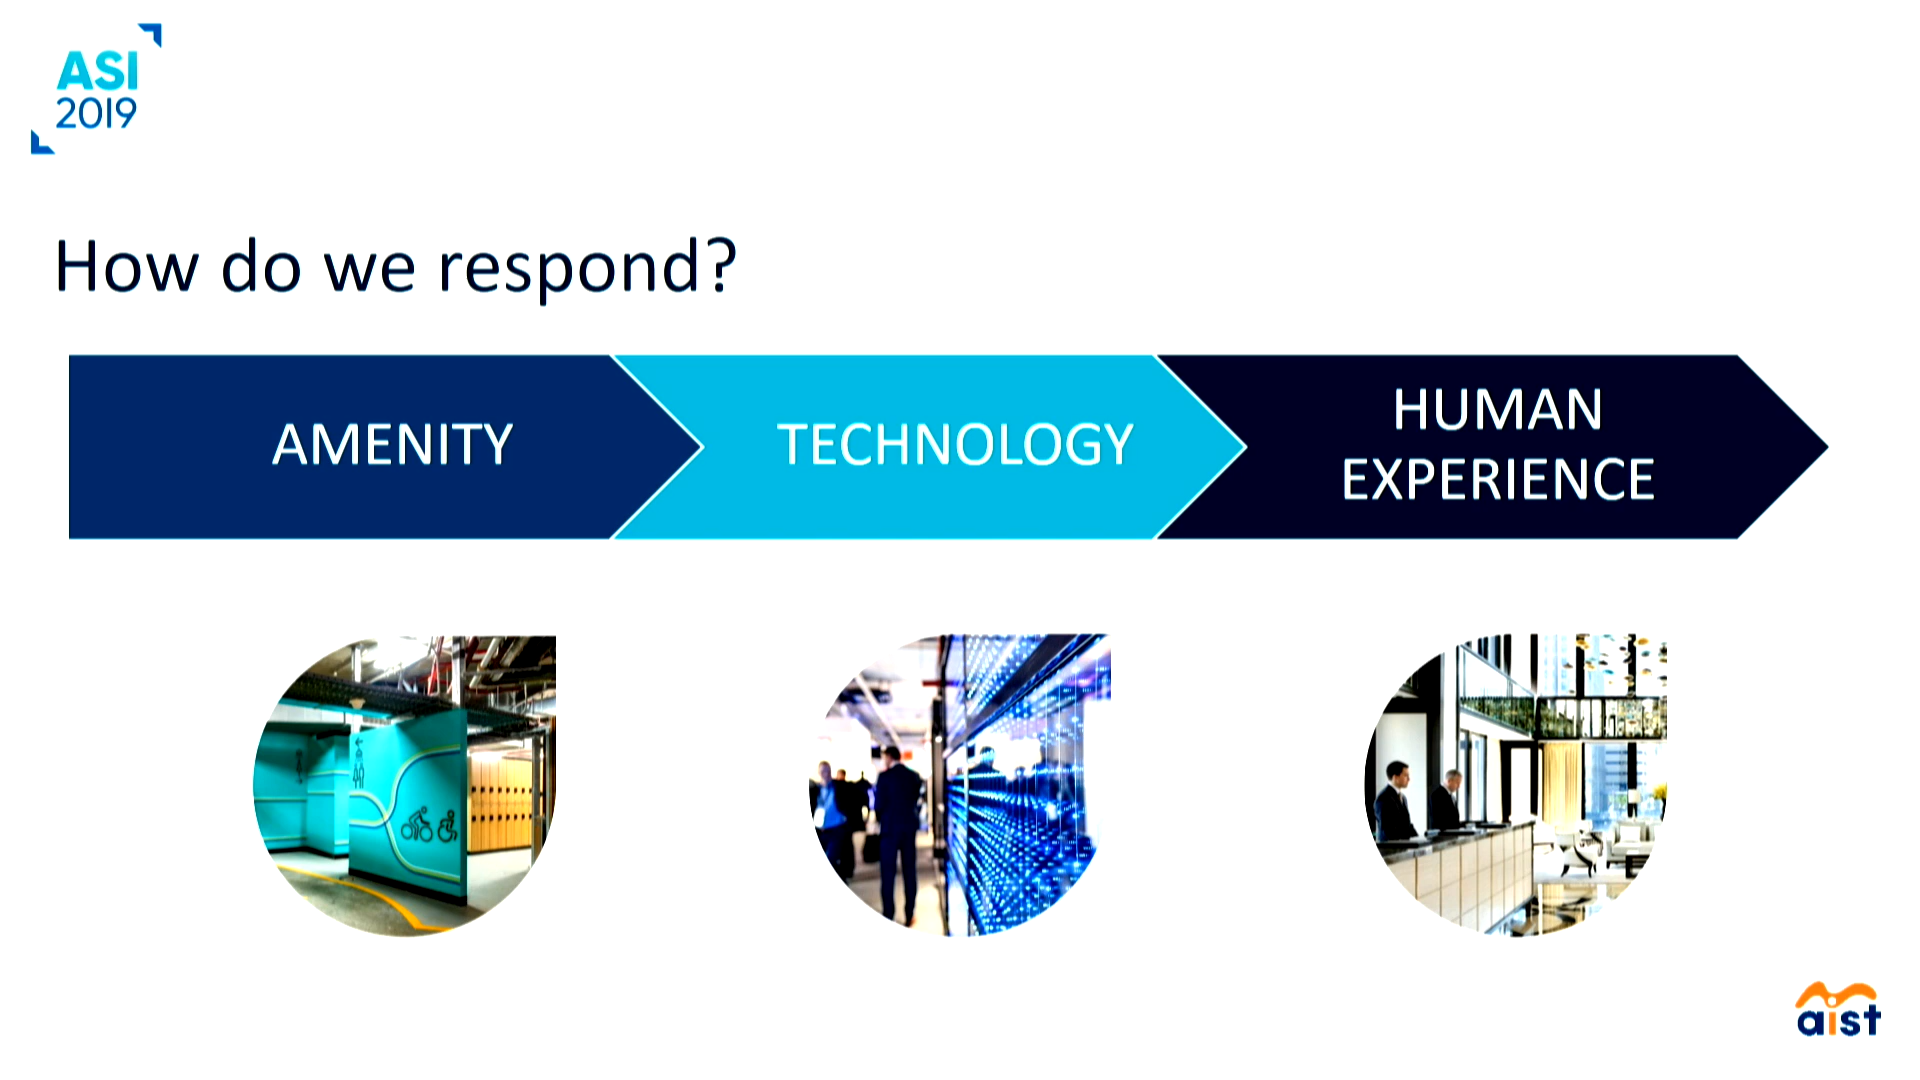 ASI
2019
How do we respond?
AMENITY
TECHNOLOGY
HUMAN
EXPERIENCE
aist